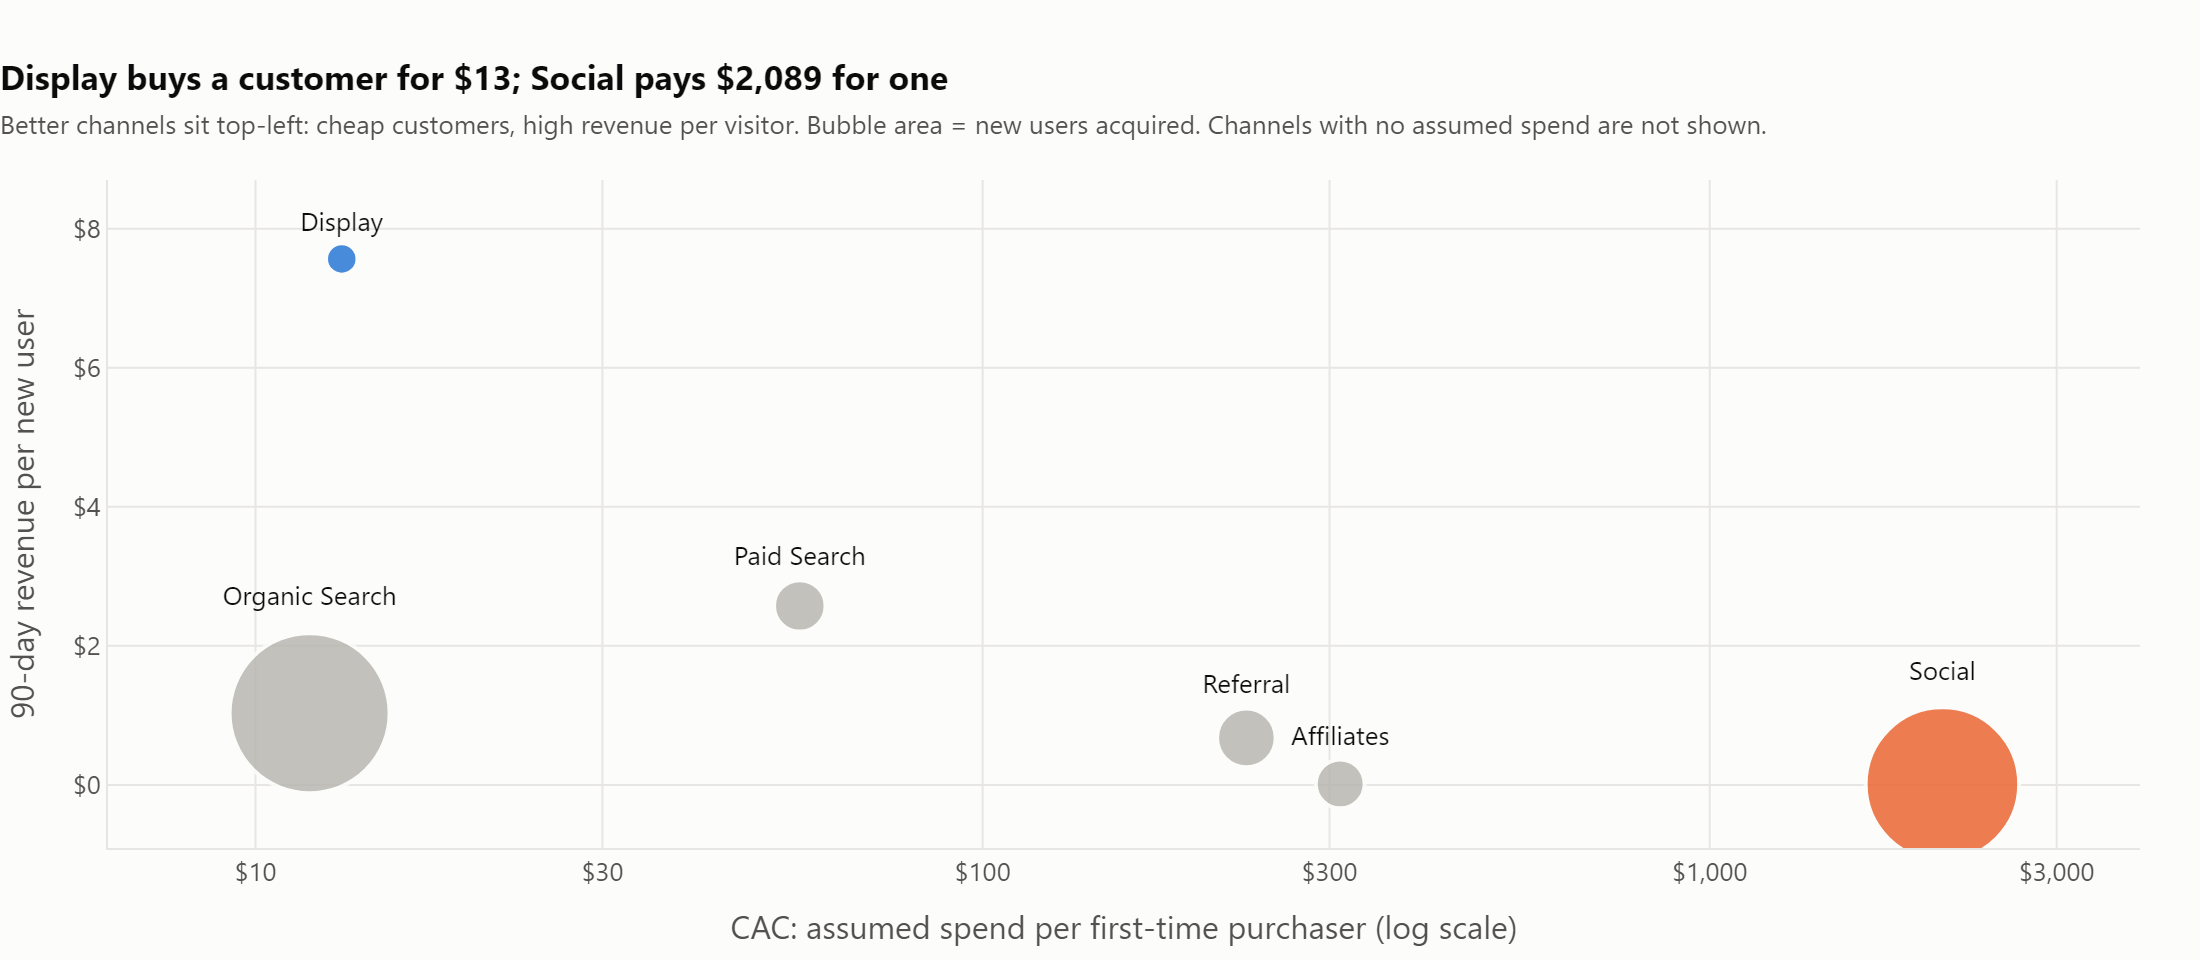 Display buys a customer for $13; Social pays $2,089 for one
Better channels sit top-left: cheap customers, high revenue per visitor. Bubble area = new users acquired. Channels with no assumed spend are not shown.
90-day revenue per new user
$8
$6
$4
$2
$0
Display
Paid Search
Organic Search
Referral
Affiliates
Social
$10
$30
$100
$300
$1,000
$3,000
CAC: assumed spend per first-time purchaser (log scale)